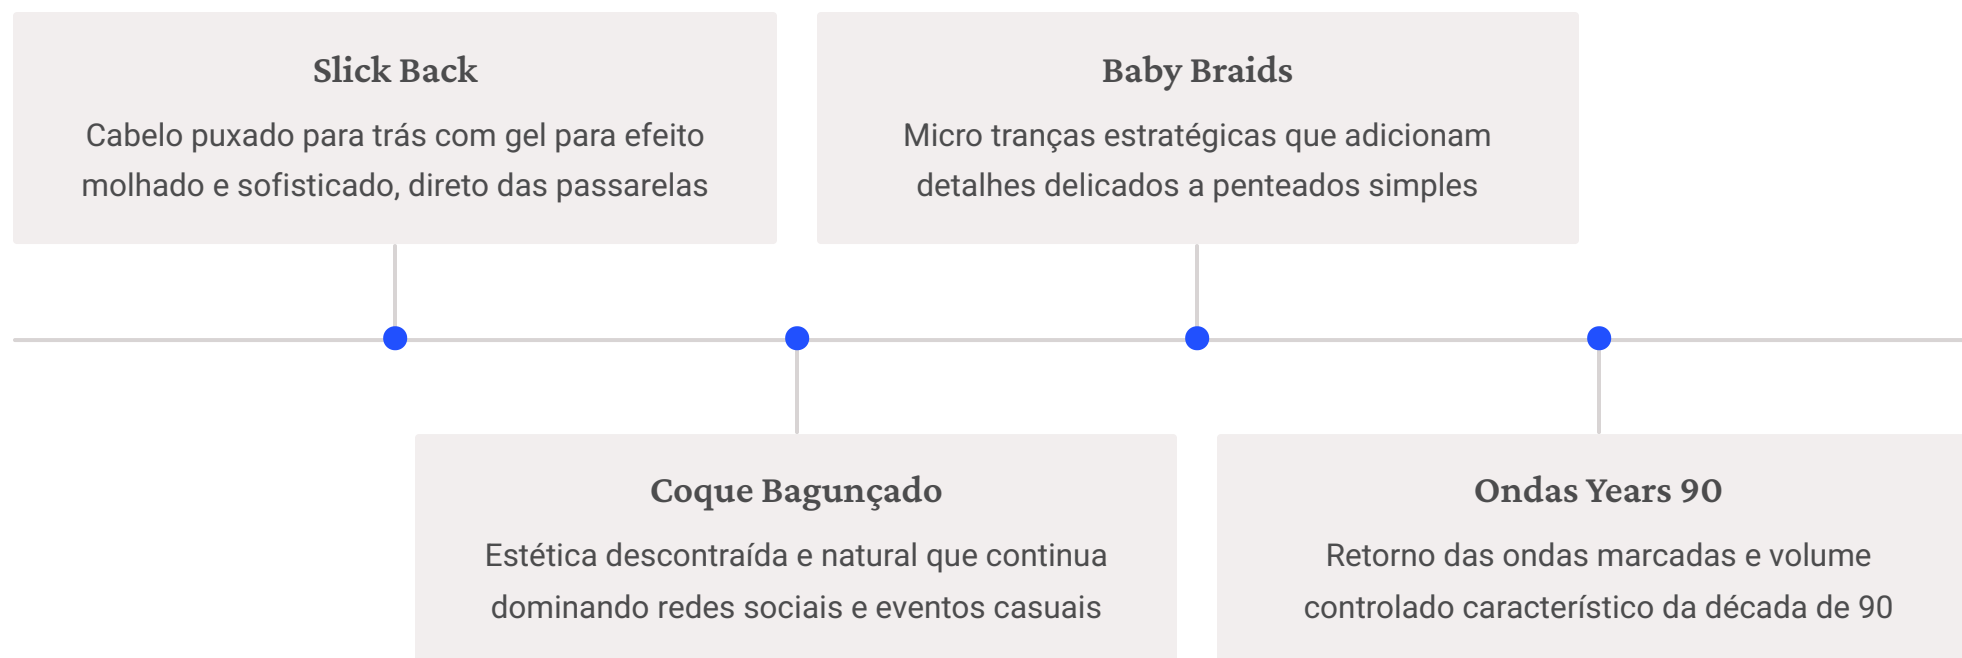 Slick Back
Cabelo puxado para trás com gel para efeito
molhado e sofisticado, direto das passarelas
Baby Braids
Micro tranças estratégicas que adicionam
detalhes delicados a penteados simples
Coque Bagunçado
Estética descontraída e natural que continua
dominando redes sociais e eventos casuais
Ondas Years 90
Retorno das ondas marcadas e volume
controlado característico da década de 90